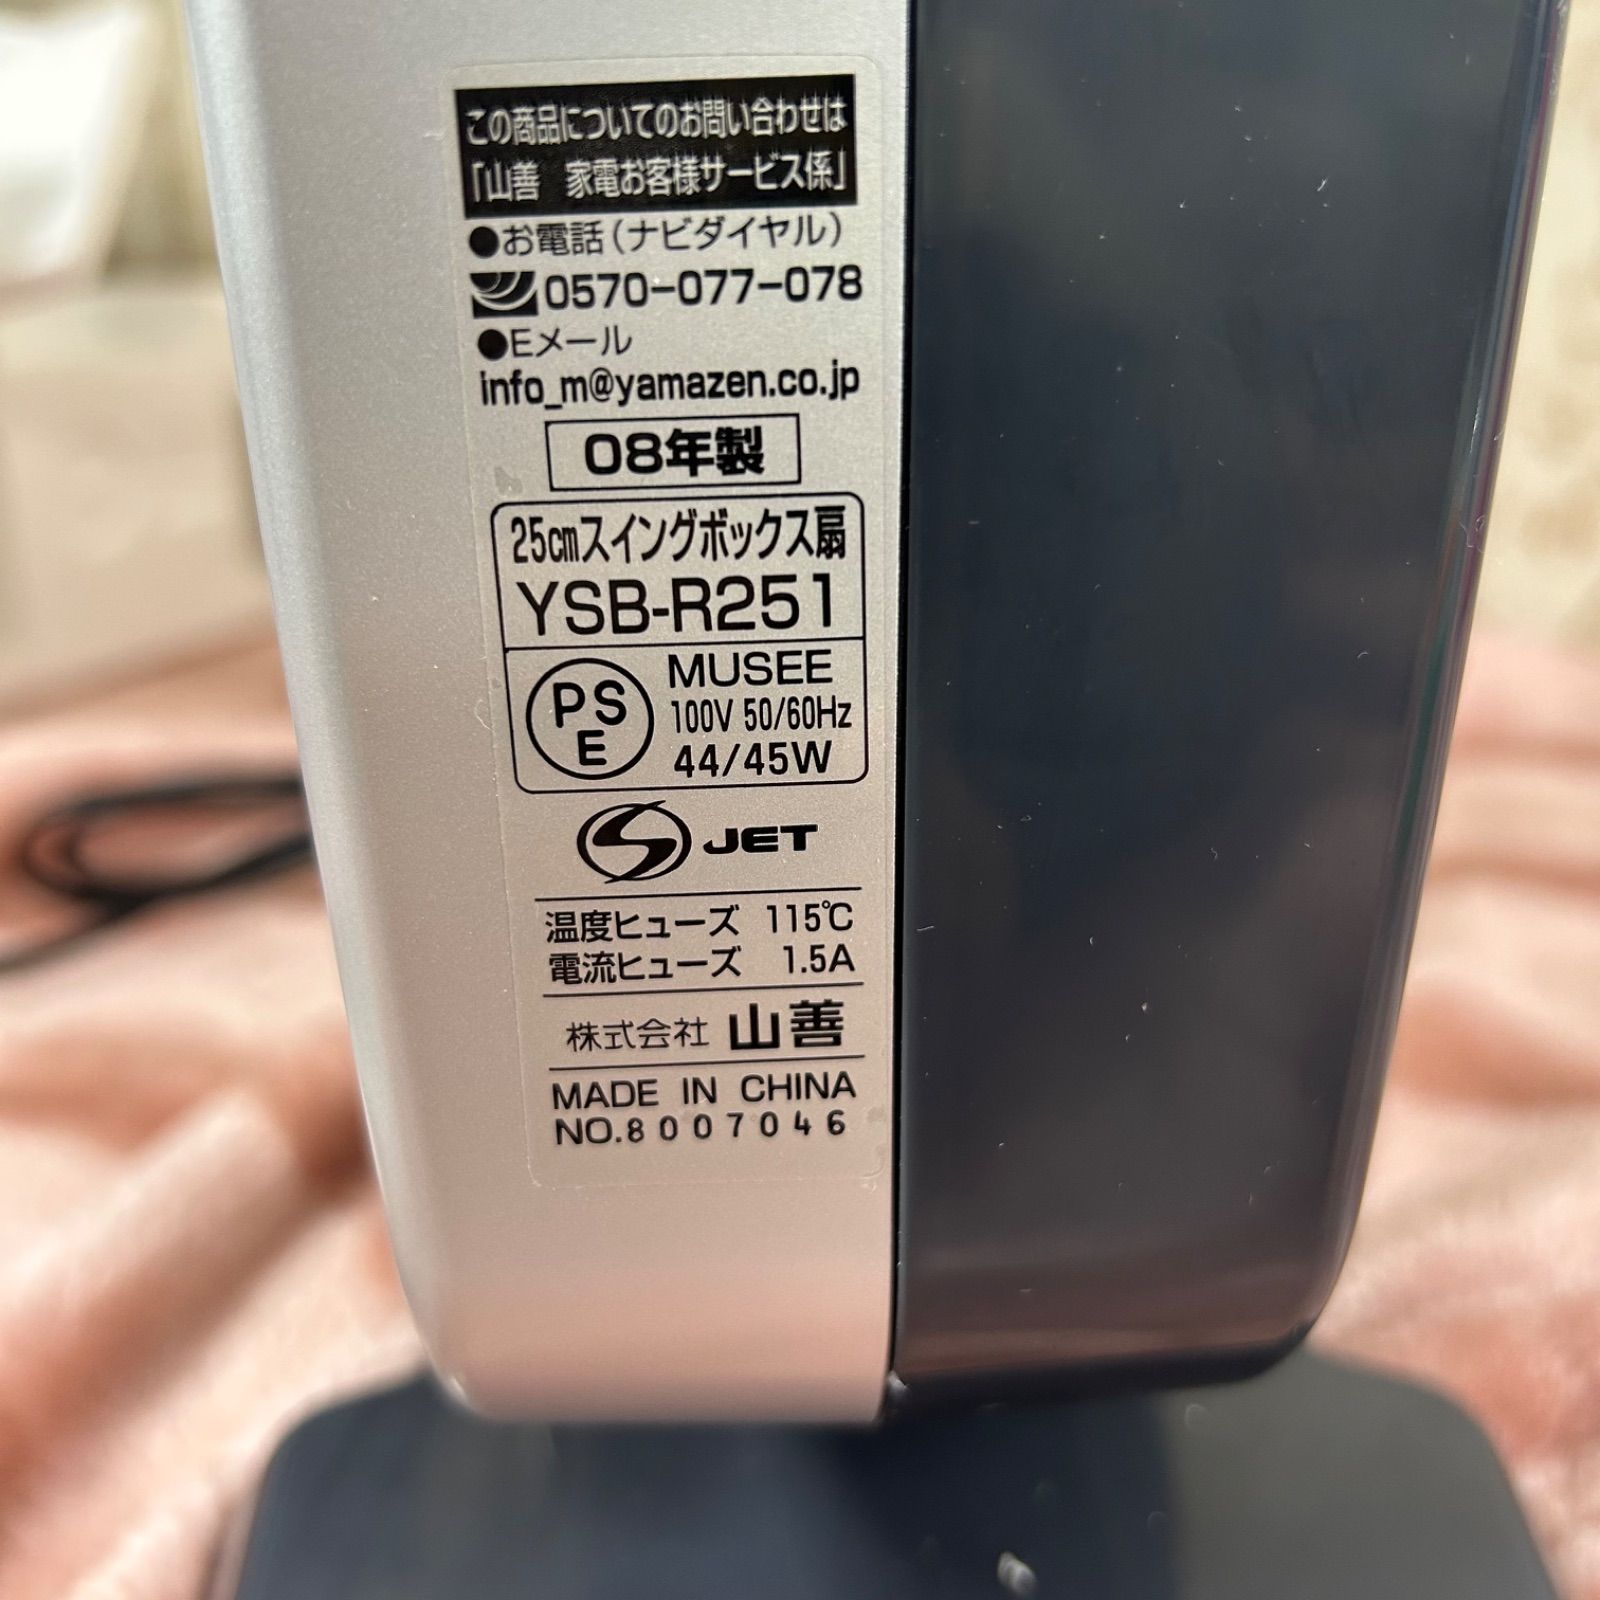 この商品についてのお問い合わせは
「山善 家電お客様サービス係」
●お電話(ナビダイヤル)
0570-077-078
●Eメール
info_m@yamazen.co.jp
08年製
25cmスイングボックス扇
YSB-R251
PSE
MUSEE
100V 50/60Hz
44/45W
S JET
温度ヒューズ 115℃
電流ヒューズ 1.5A
株式会社 山善
MADE IN CHINA
NO.8007046